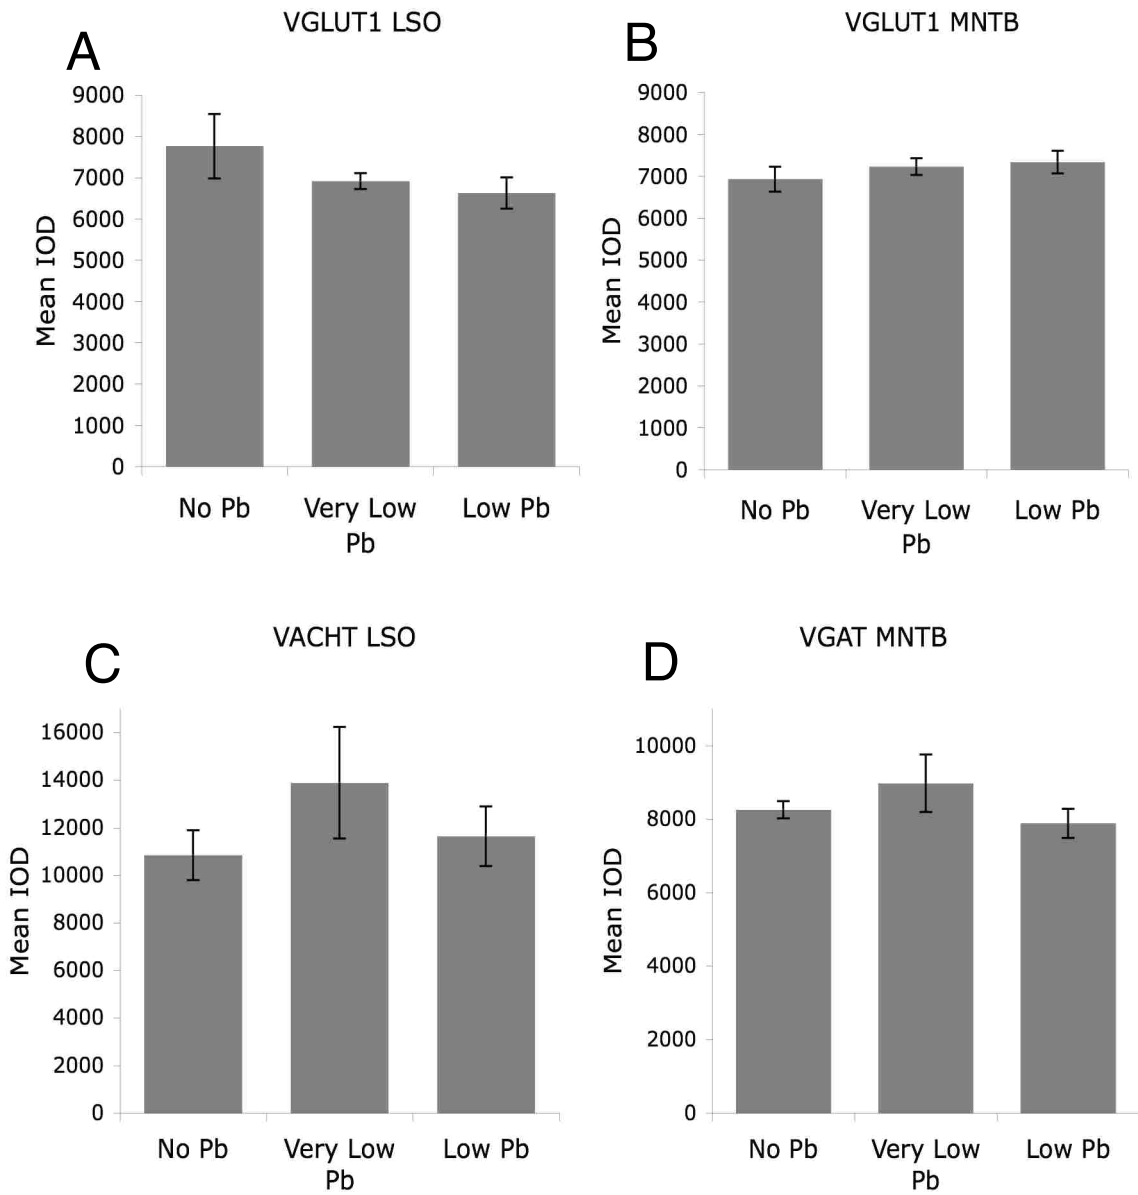 A
VGLUT1 LSO
Mean IOD
9000
8000
7000
6000
5000
4000
3000
2000
1000
0
No Pb
Very Low
Pb
Low Pb
B
VGLUT1 MNTB
Mean IOD
9000
8000
7000
6000
5000
4000
3000
2000
1000
0
No Pb
Very Low
Pb
Low Pb
C
VACHT LSO
Mean IOD
16000
14000
12000
10000
8000
6000
4000
2000
0
No Pb
Very Low
Pb
Low Pb
D
VGAT MNTB
Mean IOD
10000
8000
6000
4000
2000
0
No Pb
Very Low
Pb
Low Pb